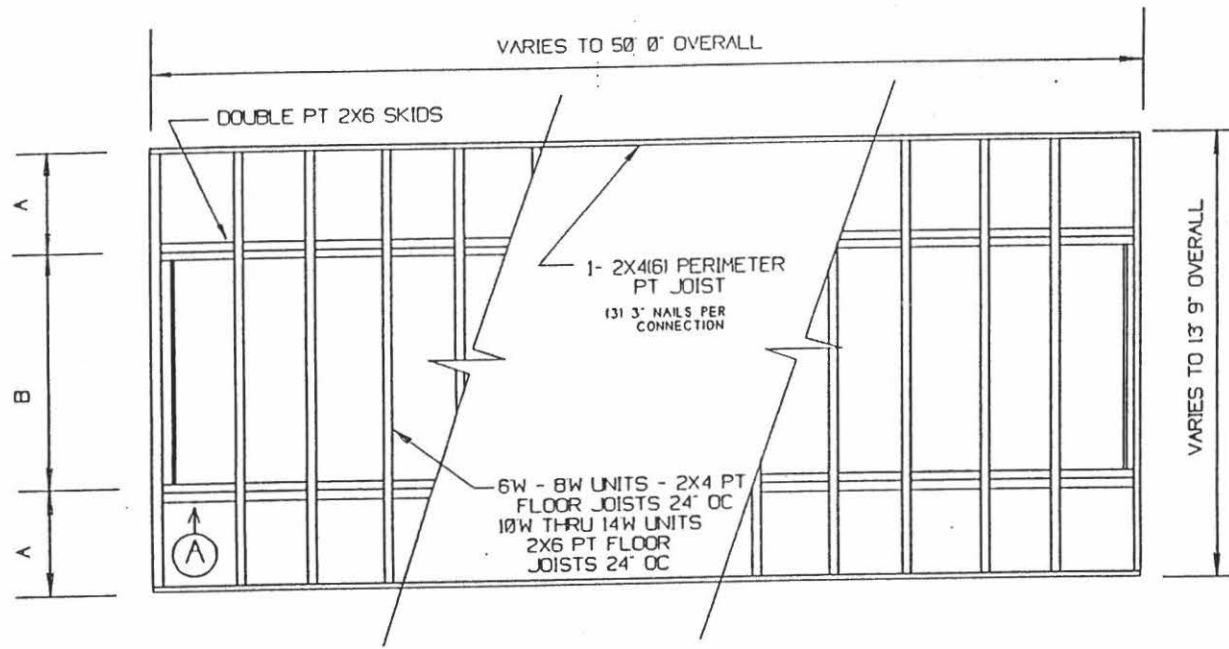 VARIES TO 50' 0" OVERALL
DOUBLE PT 2X6 SKIDS
A
B
A
1- 2X4(6) PERIMETER
PT JOIST
(3) 3" NAILS PER
CONNECTION
6W - 8W UNITS - 2X4 PT
FLOOR JOISTS 24" OC
10W THRU 14W UNITS
2X6 PT FLOOR
JOISTS 24" OC
A
VARIES TO 13' 9" OVERALL